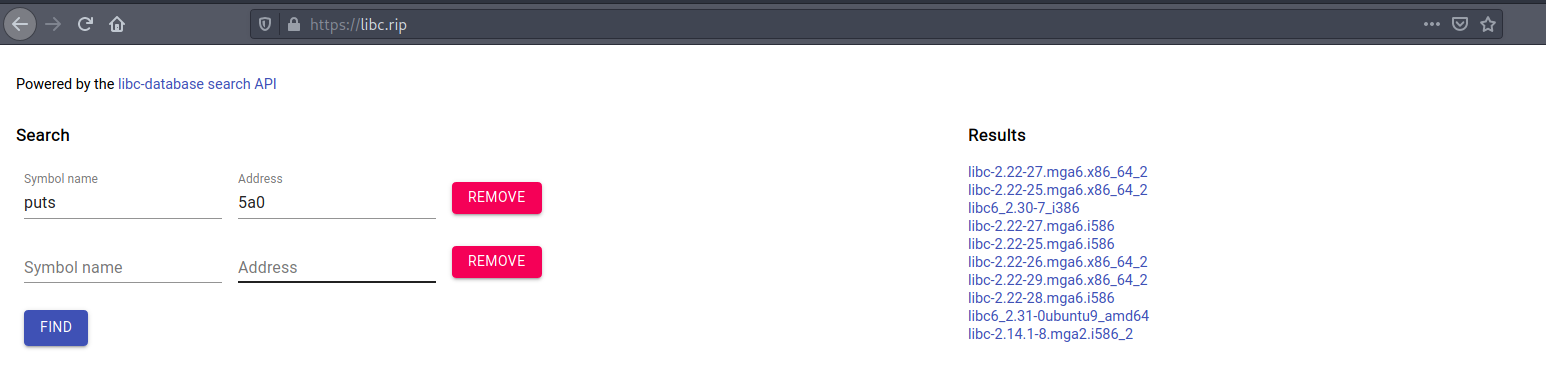 https://libc.rip
Powered by the libc-database search API
Search
Symbol name
Address
puts
5a0
REMOVE
Symbol name
Address
REMOVE
FIND
Results
libc-2.22-27.mga6.x86_64_2
libc-2.22-25.mga6.x86_64_2
libc6_2.30-7_i386
libc-2.22-27.mga6.i586
libc-2.22-25.mga6.i586
libc-2.22-26.mga6.x86_64_2
libc-2.22-29.mga6.x86_64_2
libc-2.22-28.mga6.i586
libc6_2.31-0ubuntu9_amd64
libc-2.14.1-8.mga2.i586_2